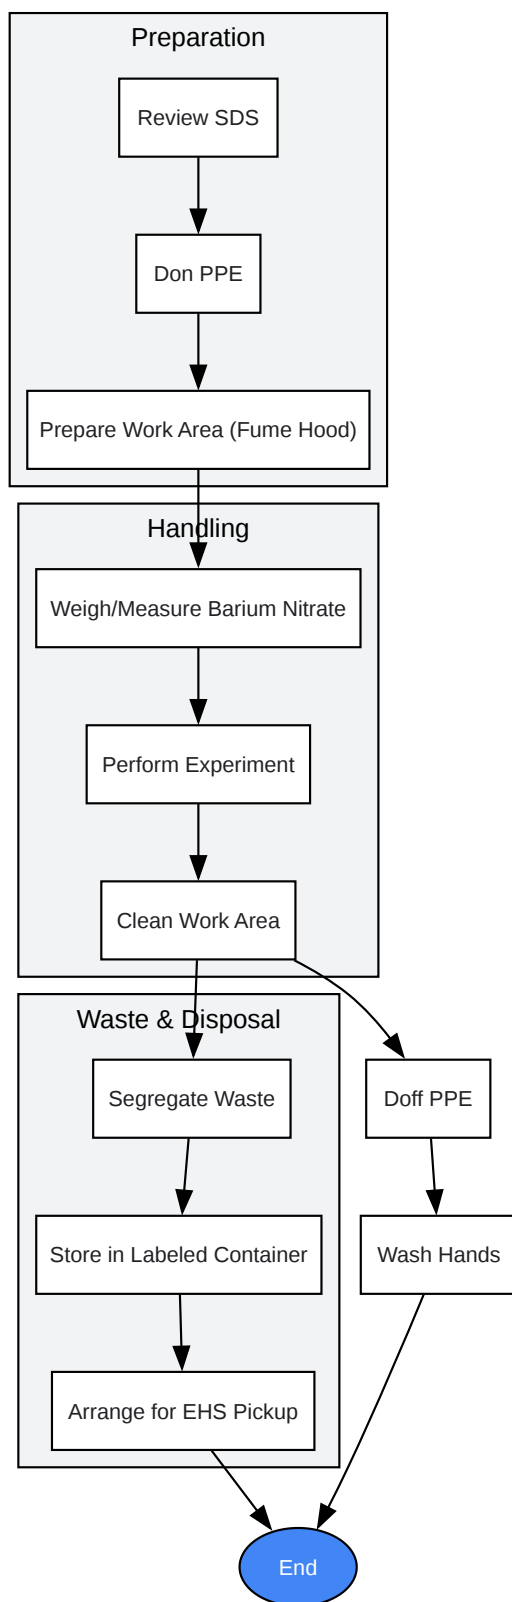 Preparation
Review SDS
Don PPE
Prepare Work Area (Fume Hood)
Handling
Weigh/Measure Barium Nitrate
Perform Experiment
Clean Work Area
Waste & Disposal
Segregate Waste
Doff PPE
Store in Labeled Container
Wash Hands
Arrange for EHS Pickup
End